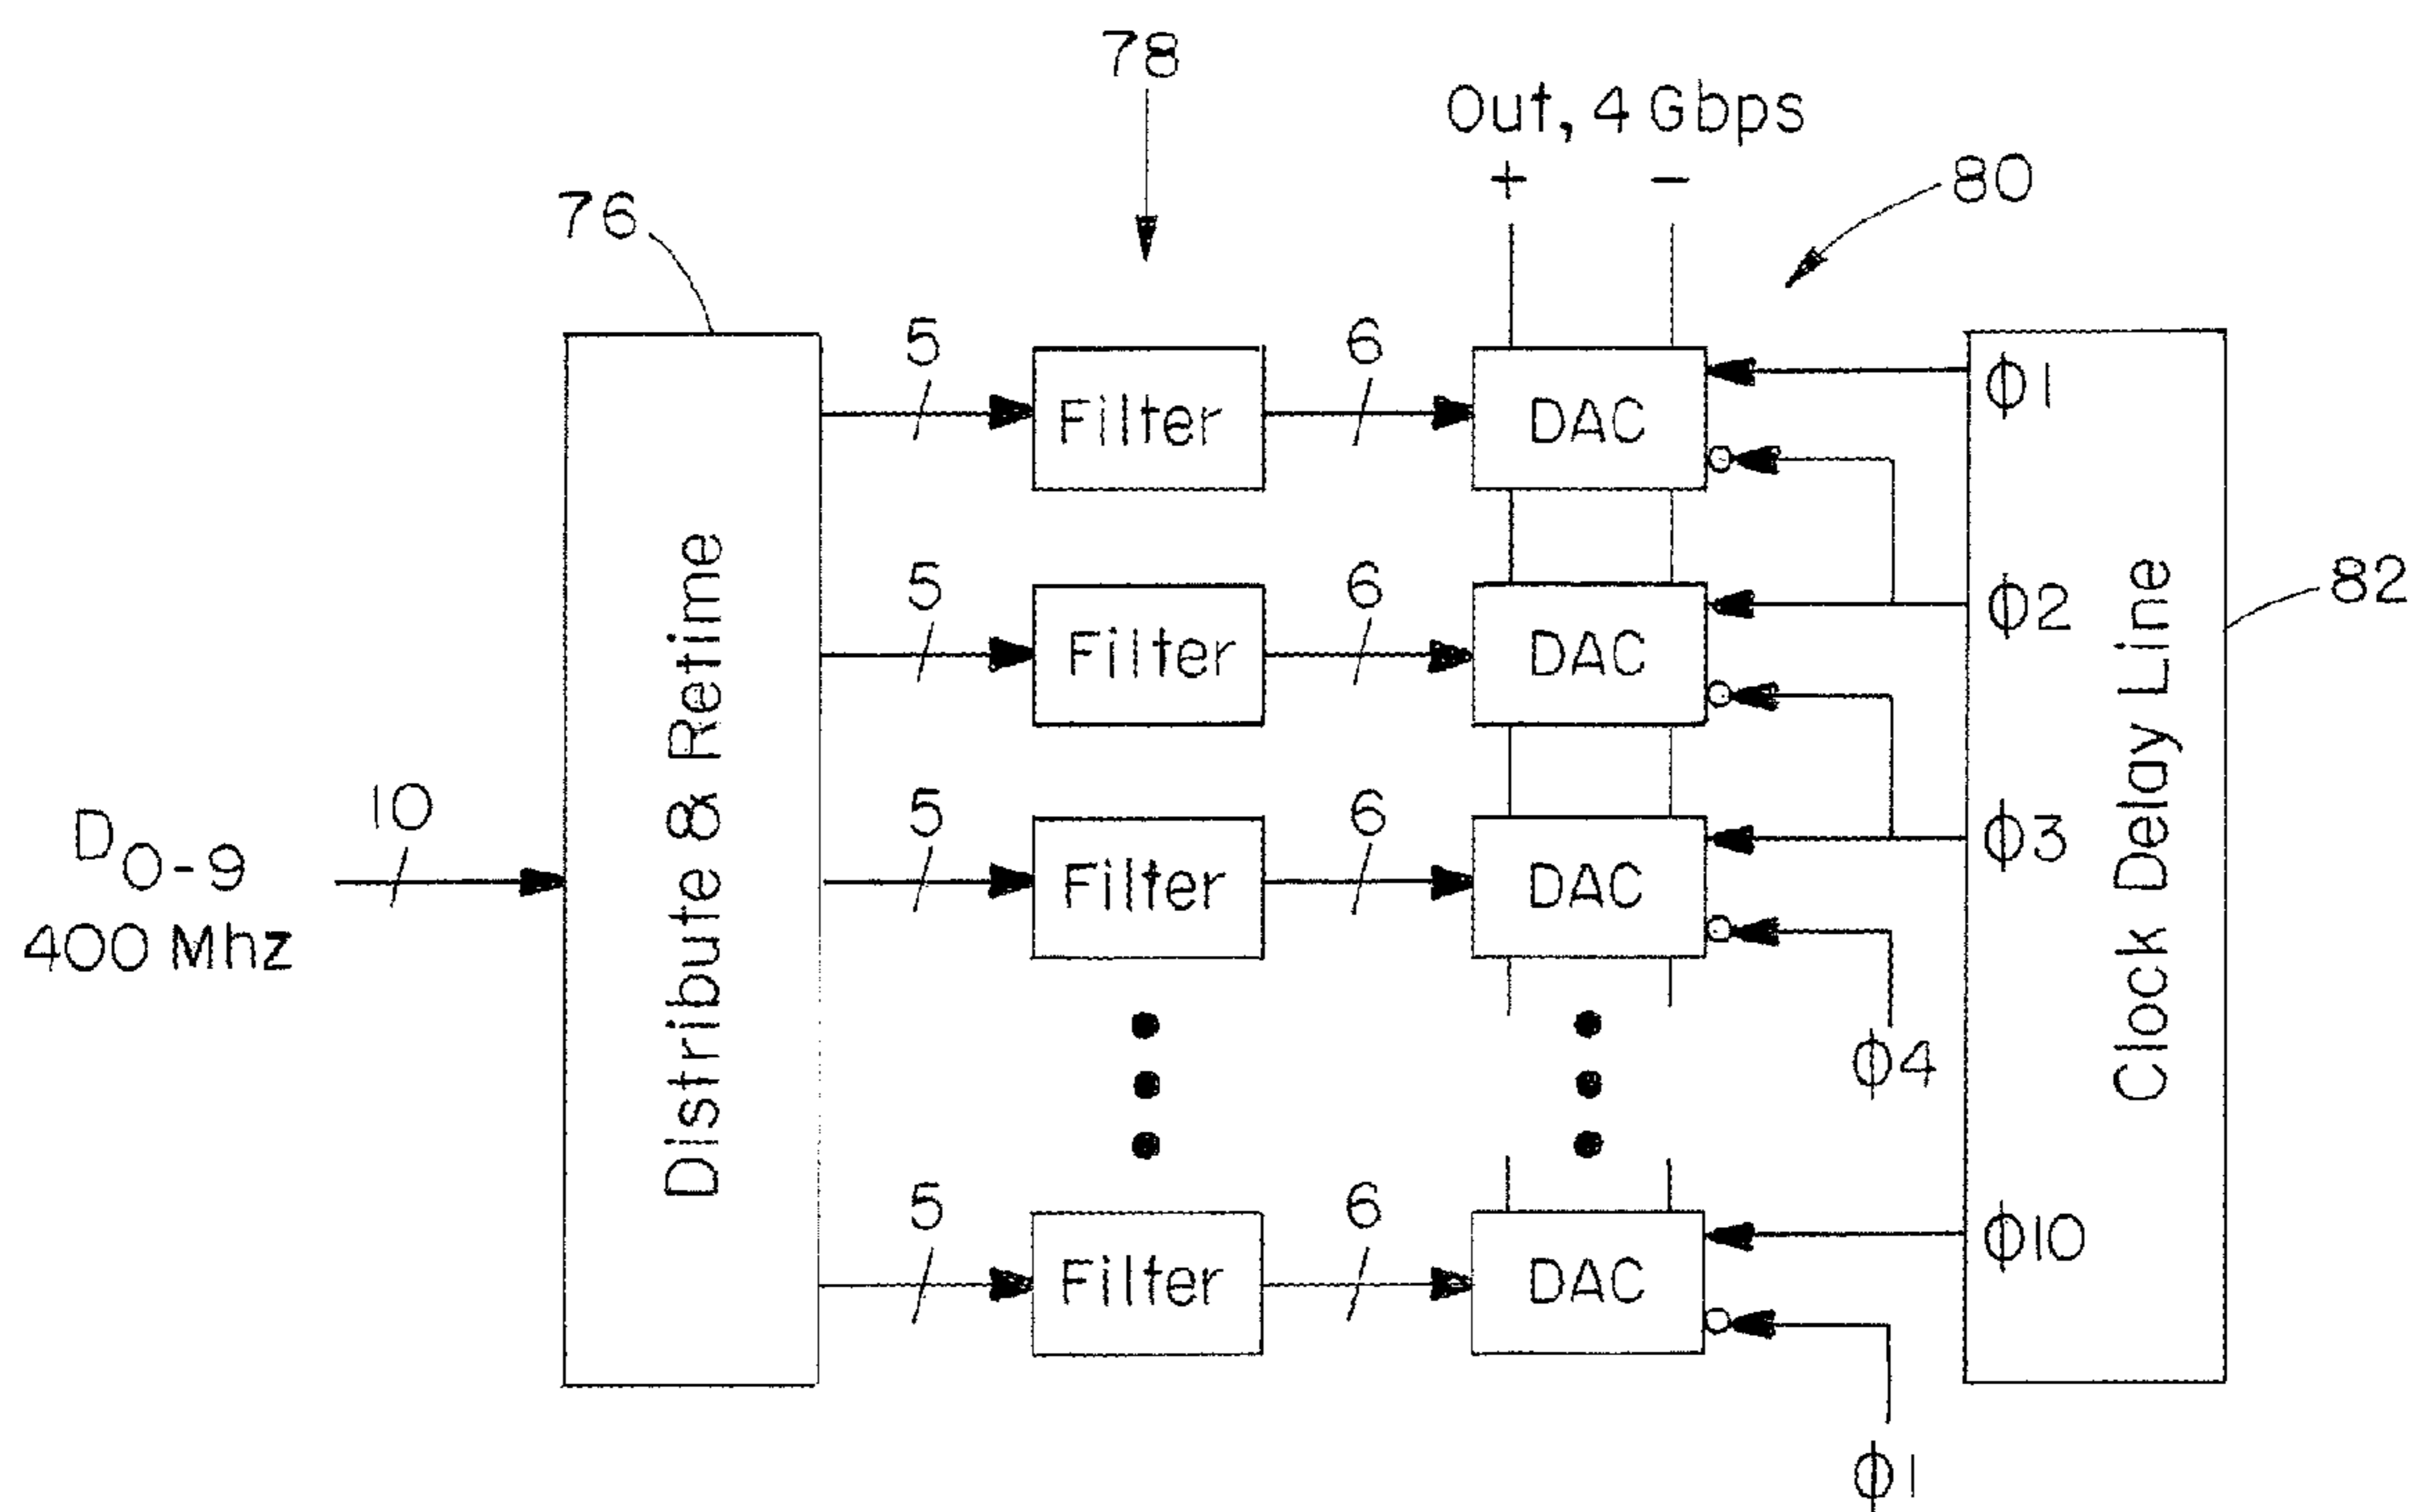 78
Out, 4 Gbps
+ -
80
76
5
Filter
6
DAC
ϕ1
5
Filter
6
DAC
ϕ2
82
Distribute & Retime
Clock Delay Line
D0-9
400 Mhz
10
5
Filter
6
DAC
ϕ3
ϕ4
5
Filter
6
DAC
ϕ10
ϕ1